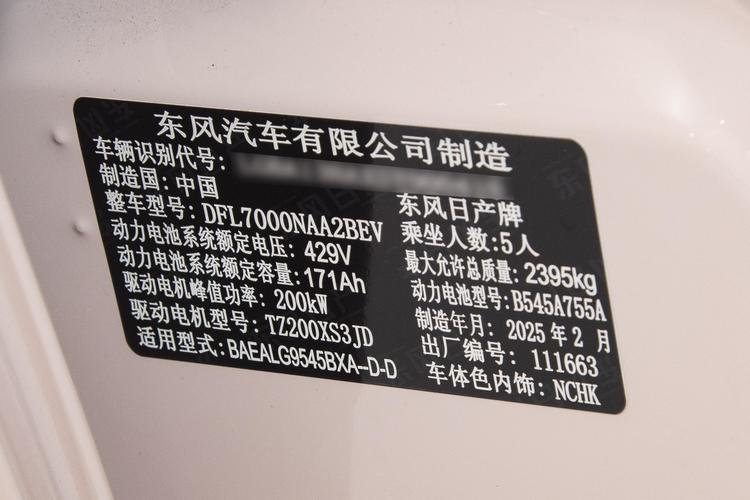 东风汽车有限公司制造
车辆识别代号:
制造国: 中国
东风日产牌
整车型号: DFL7000NAA2BEV
乘坐人数:5人
动力电池系统额定电压: 429V
最大允许总质量: 2395kg
动力电池系统额定容量:171Ah
动力电池型号: B545A755A
驱动电机峰值功率: 200kW
制造年月: 2025年2月
驱动电机型号: TZ200XS3JD
出厂编号: 111663
适用型式: BAEALG9545BXA--D-D
车体色内饰: NCHK